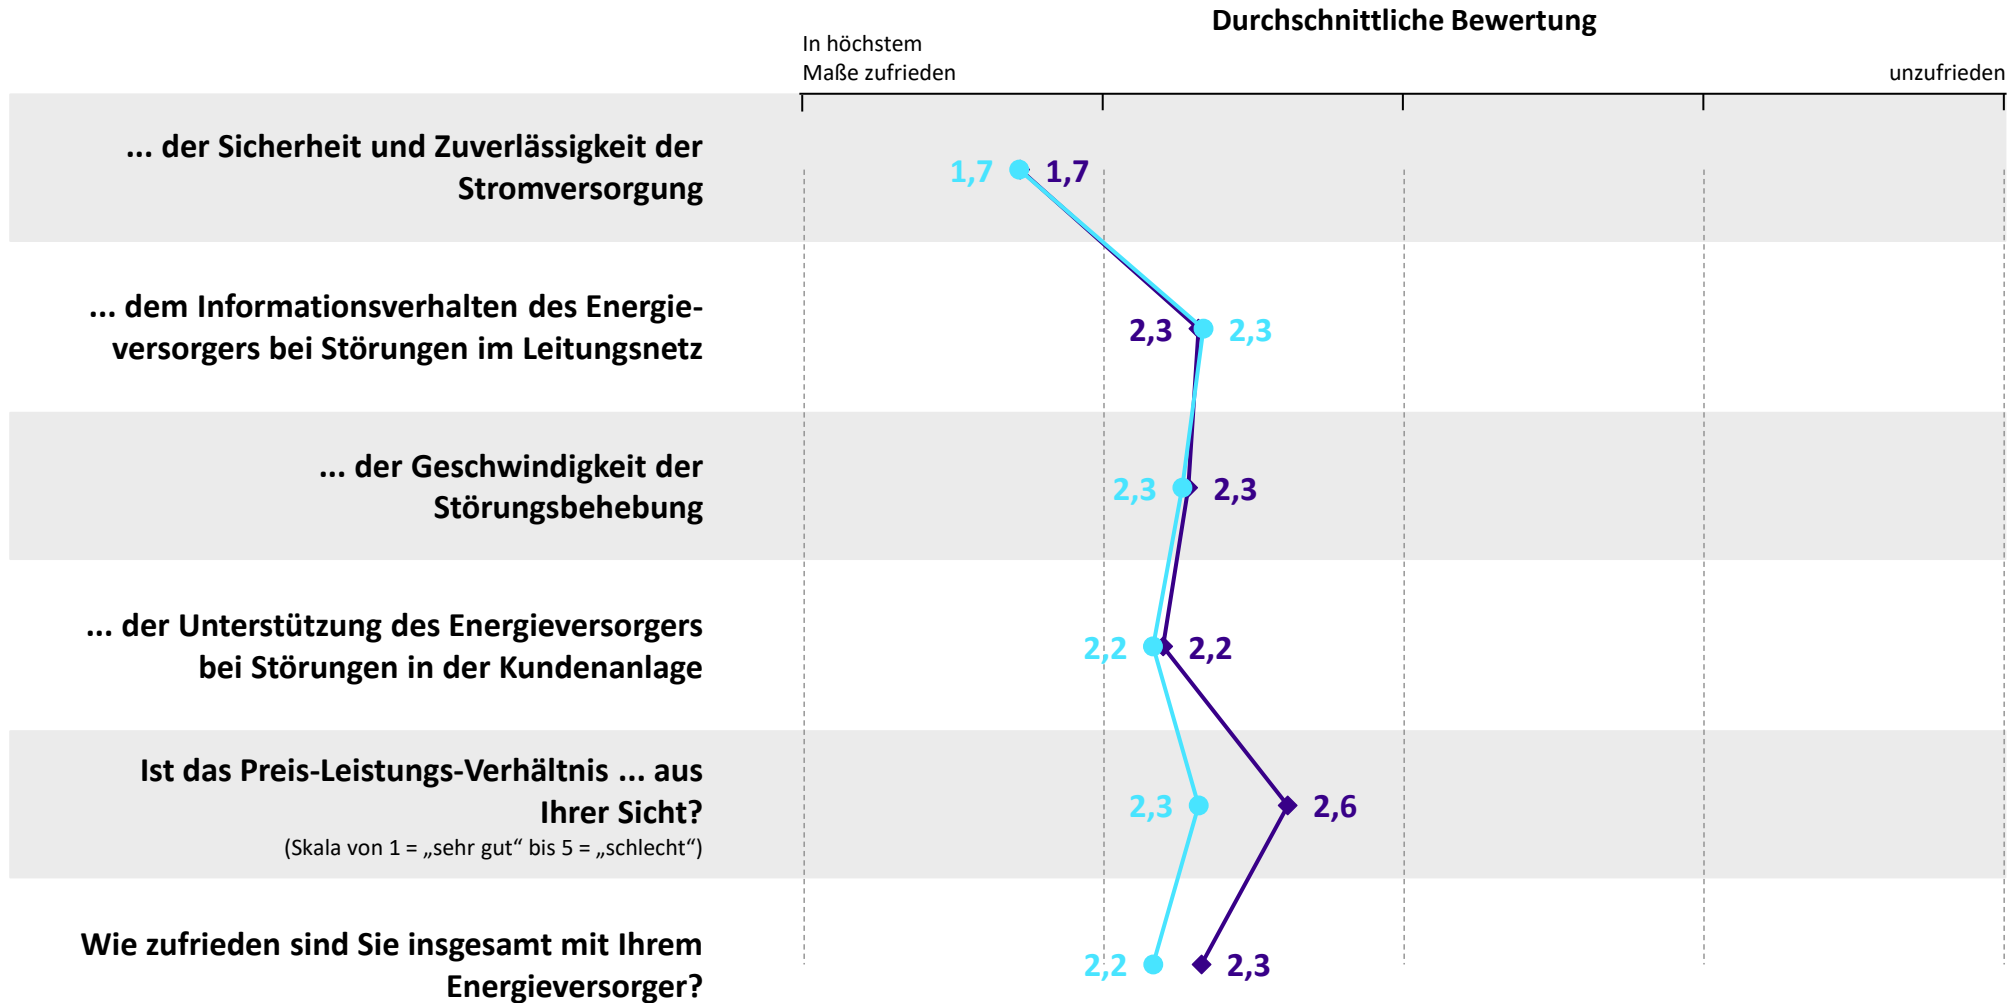 Durchschnittliche Bewertung
In höchstem
Maße zufrieden
unzufrieden
... der Sicherheit und Zuverlässigkeit der
Stromversorgung
1,7 1,7
... dem Informationsverhalten des Energie-
versorgers bei Störungen im Leitungsnetz
2,3 2,3
... der Geschwindigkeit der
Störungsbehebung
2,3 2,3
... der Unterstützung des Energieversorgers
bei Störungen in der Kundenanlage
2,2 2,2
Ist das Preis-Leistungs-Verhältnis ... aus
Ihrer Sicht?
(Skala von 1 = „sehr gut“ bis 5 = „schlecht“)
2,3 2,6
Wie zufrieden sind Sie insgesamt mit Ihrem
Energieversorger?
2,2 2,3